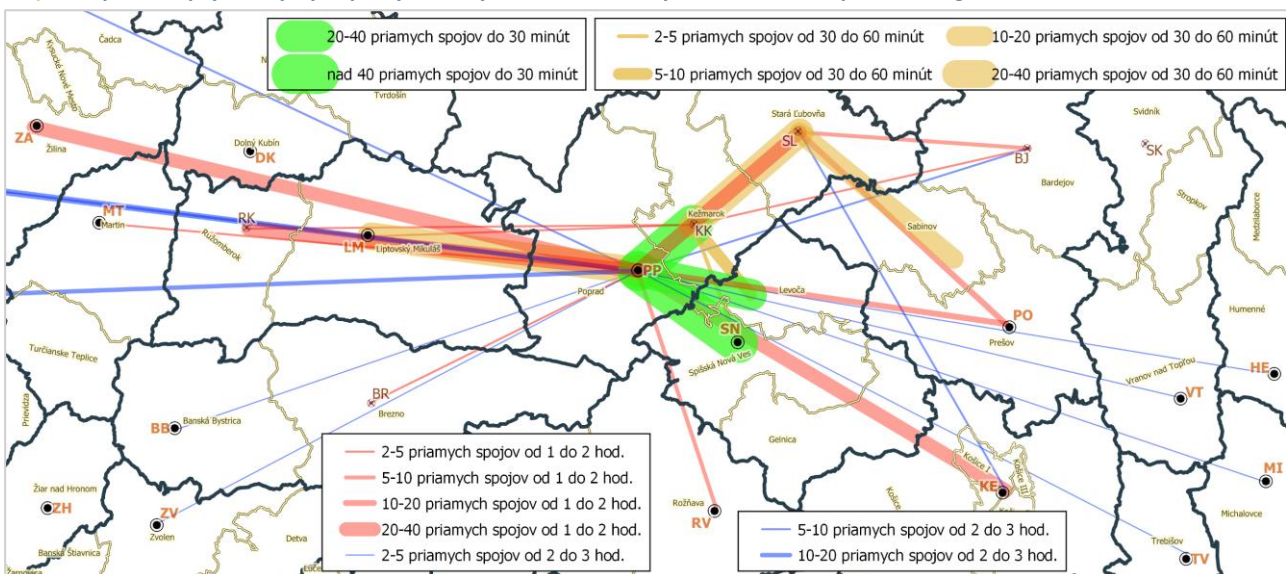 20-40 priamych spojov do 30 minút
nad 40 priamych spojov do 30 minút
2-5 priamych spojov od 30 do 60 minút
10-20 priamych spojov od 30 do 60 minút
5-10 priamych spojov od 30 do 60 minút
20-40 priamych spojov od 30 do 60 minút
Čadca
Kysucké Nové Mesto
Tvrdošín
ZA
Žilina
Dolný Kubín
DK
Stará Ľubovňa
SL
Svidník
SK
BJ
Bardejov
Stropkov
Medzilaborce
MT
Martin
RK
Ružomberok
LM
Liptovský Mikuláš
Kežmarok
KK
Sabinov
PP
Poprad
Levoča
PO
Prešov
Humenné
Turčianske Teplice
SN
Spišská Nová Ves
HE
Vranov nad Topľou
VT
Prievidza
BR
Brezno
Banská Bystrica
BB
Gelnica
Košice I
Košice III
KE
MI
Michalovce
Žiar nad Hronom
ZH
ZV
Zvolen
Detva
Banská Štiavnica
Rožňava
RV
Košice
Trebišov
TV
2-5 priamych spojov od 1 do 2 hod.
5-10 priamych spojov od 1 do 2 hod.
10-20 priamych spojov od 1 do 2 hod.
20-40 priamych spojov od 1 do 2 hod.
2-5 priamych spojov od 2 do 3 hod.
5-10 priamych spojov od 2 do 3 hod.
10-20 priamych spojov od 2 do 3 hod.